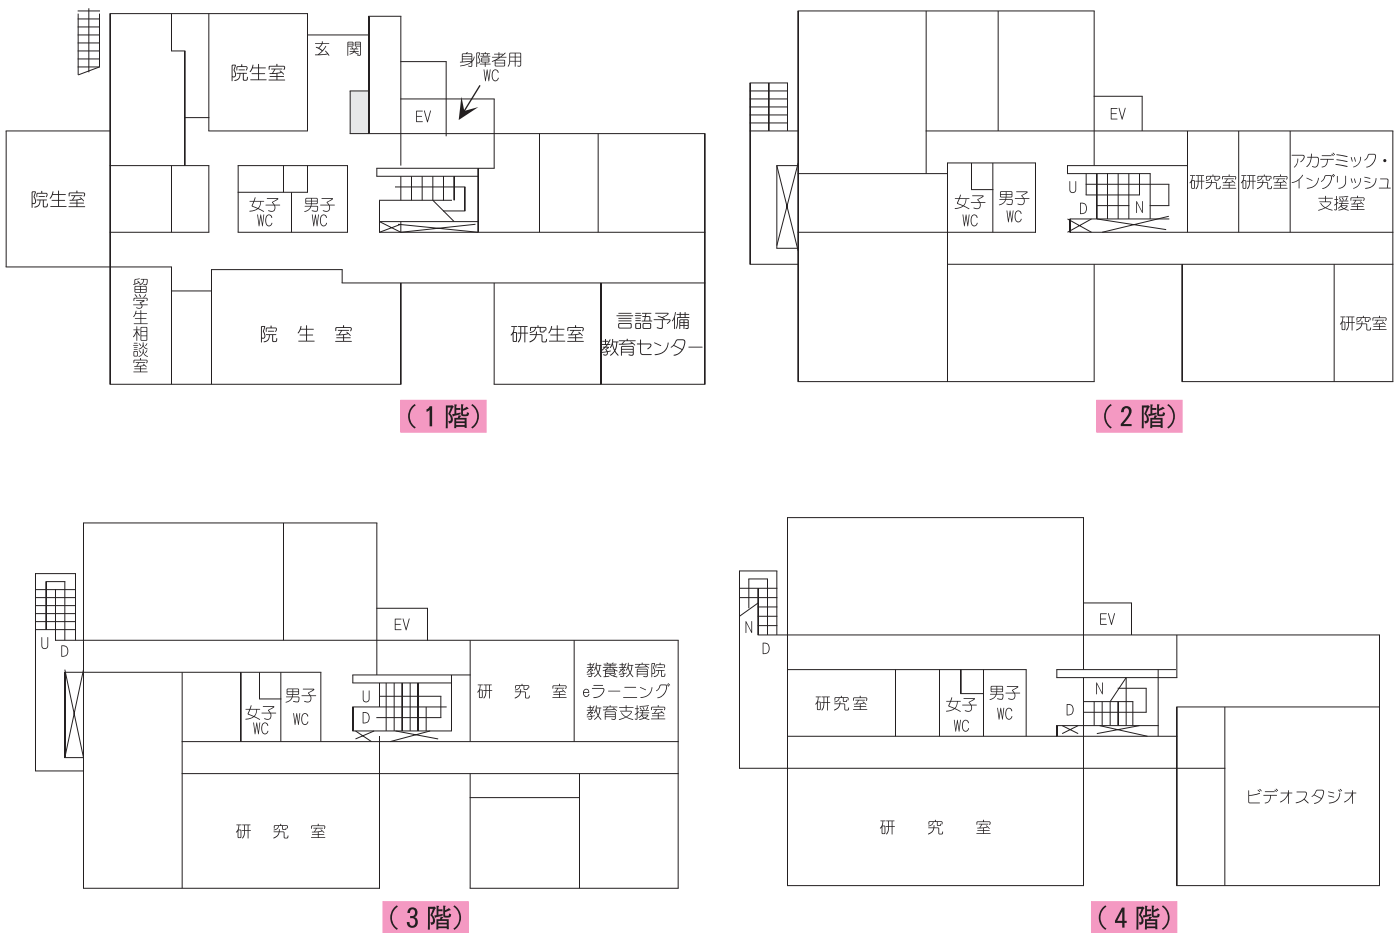 玄 関
院生室
身障者用
WC
EV
院生室
女子
WC
男子
WC
留学生相談室
院 生 室
研究生室
言語予備
教育センター
(1階)
EV
研究室
研究室
アカデミック・
イングリッシュ
支援室
女子
WC
男子
WC
U
D
N
研究室
(2階)
U
D
EV
女子
WC
男子
WC
U
D
研 究 室
教養教育院
eラーニング
教育支援室
研 究 室
(3階)
N
D
EV
研究室
女子
WC
男子
WC
N
D
ビデオスタジオ
研 究 室
(4階)